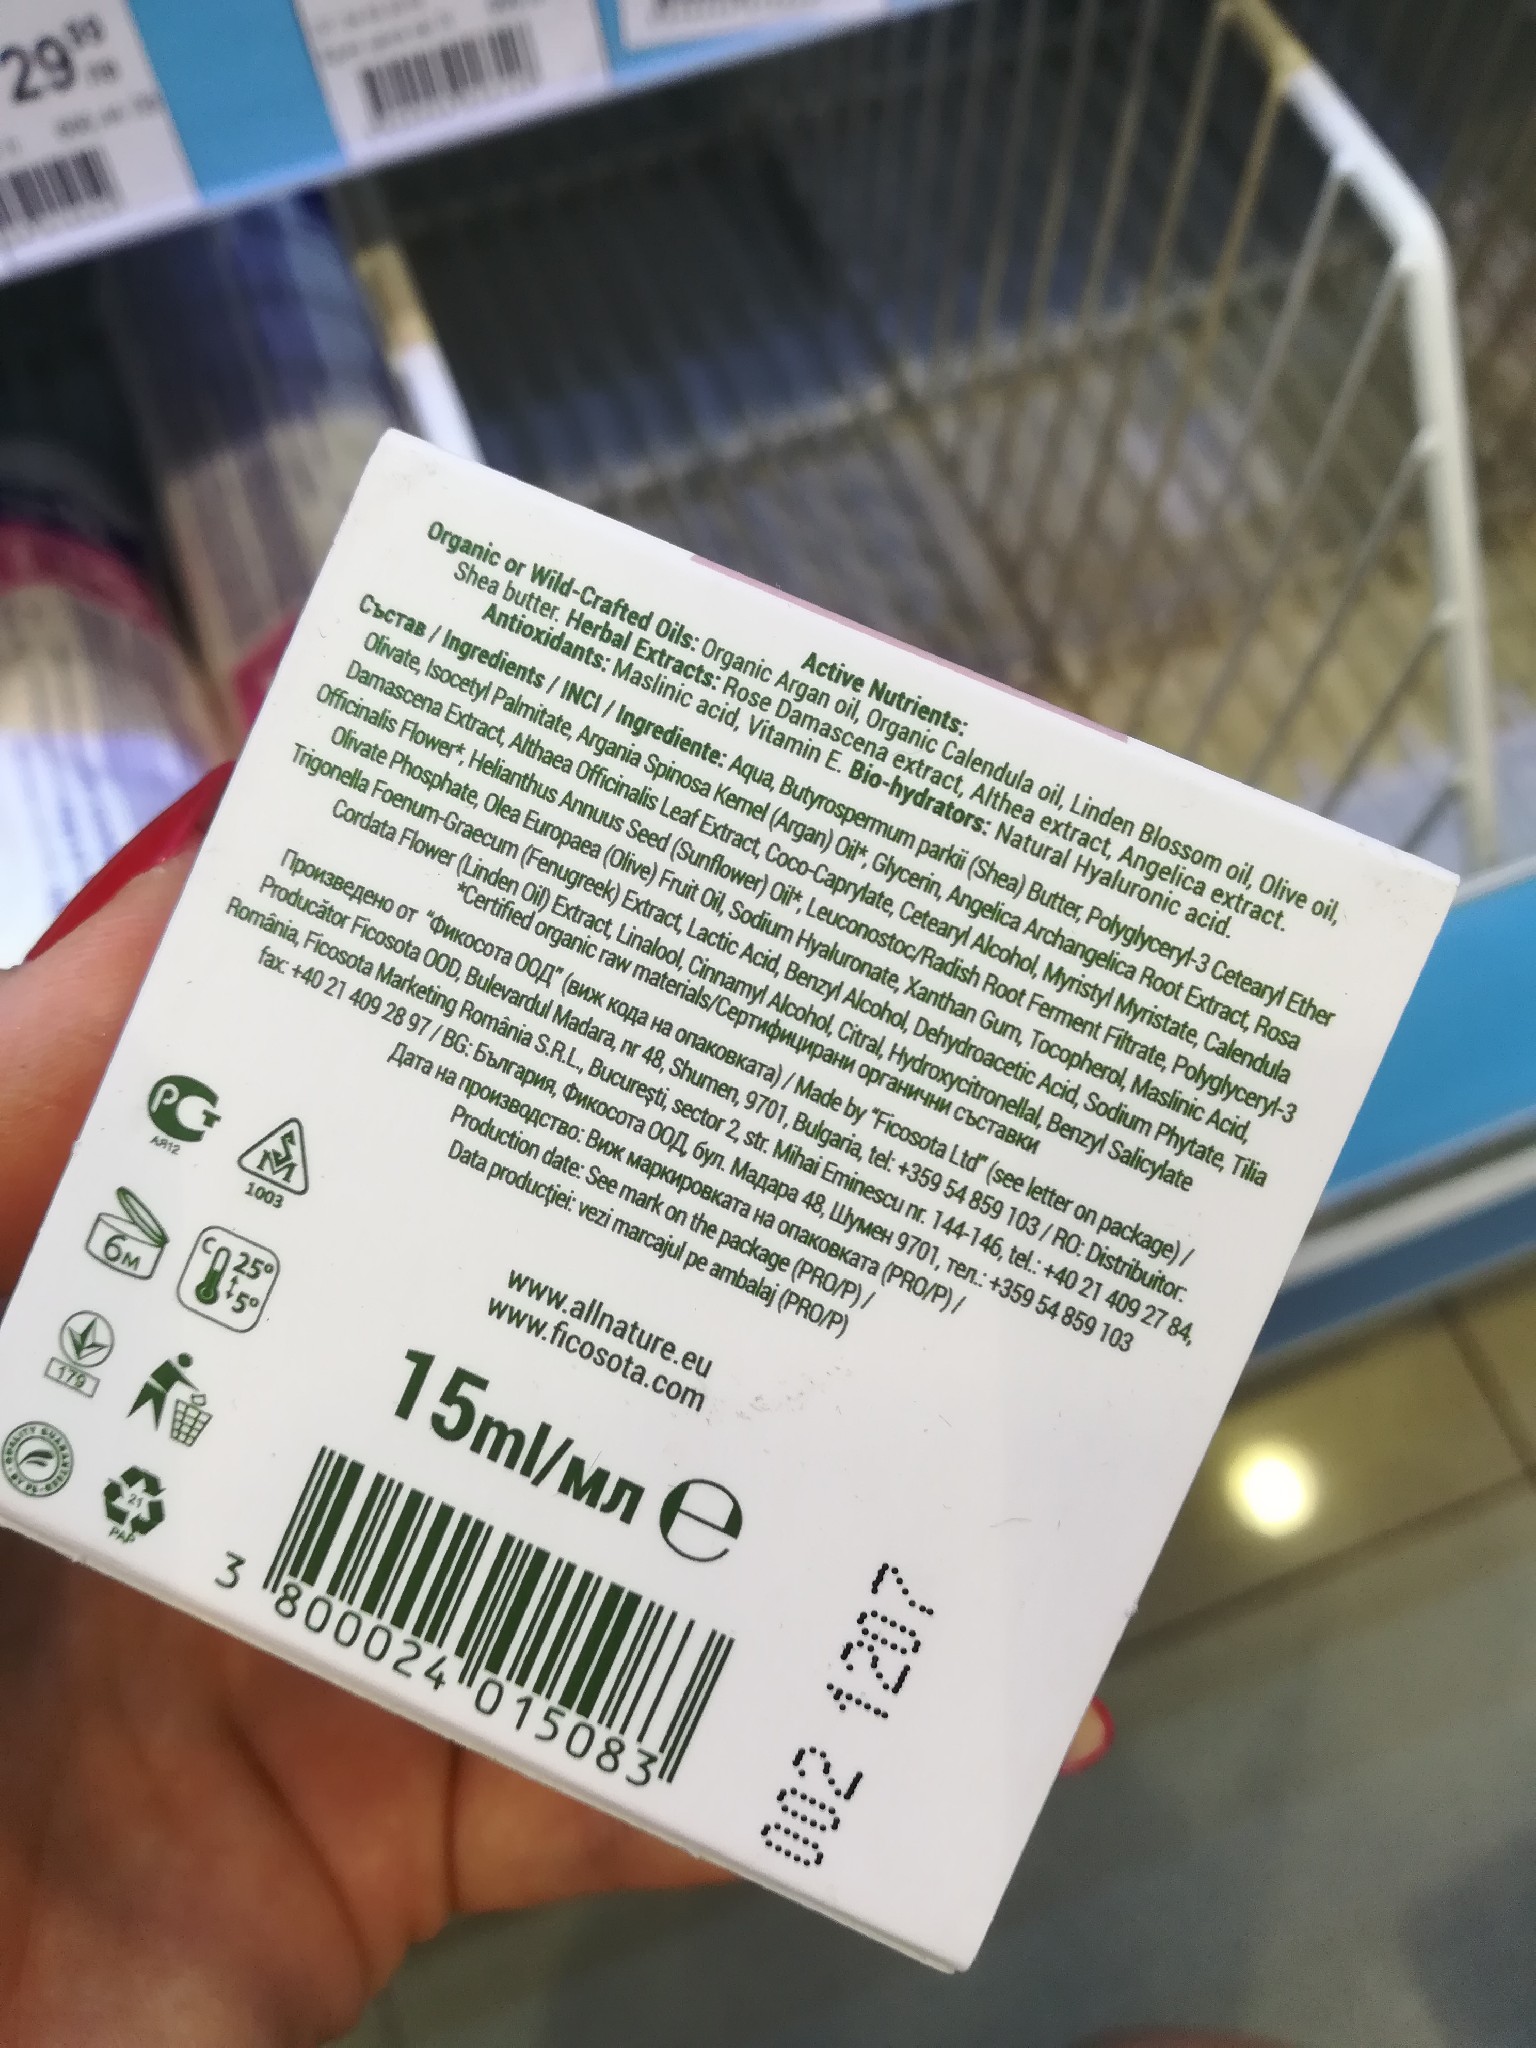 29
Active Nutrients:
Organic or Wild-Crafted Oils: Organic Argan oil, Organic Calendula oil, Linden Blossom oil, Olive oil,
Shea butter. Herbal Extracts: Rose Damascena extract, Althea extract, Angelica extract.
Antioxidants: Maslinic acid, Vitamin E. Bio-hydrators: Natural Hyaluronic acid.
Състав / Ingredients / INCI / Ingrediente: Aqua, Butyrospermum parkii (Shea) Butter, Polyglyceryl-3 Cetearyl Ether
Olivate, Isocetyl Palmitate, Argania Spinosa Kernel (Argan) Oil*, Glycerin, Angelica Archangelica Root Extract, Rosa
Damascena Extract, Althaea Officinalis Leaf Extract, Coco-Caprylate, Cetearyl Alcohol, Myristyl Myristate, Calendula
Officinalis Flower*, Helianthus Annuus Seed (Sunflower) Oil*, Leuconostoc/Radish Root Ferment Filtrate, Polyglyceryl-3
Olivate Phosphate, Olea Europaea (Olive) Fruit Oil, Sodium Hyaluronate, Xanthan Gum, Tocopherol, Maslinic Acid,
Trigonella Foenum-Graecum (Fenugreek) Extract, Lactic Acid, Benzyl Alcohol, Dehydroacetic Acid, Sodium Phytate, Tilia
Cordata Flower (Linden Oil) Extract, Linalool, Cinnamyl Alcohol, Citral, Hydroxycitronellal, Benzyl Salicylate
*Certified organic raw materials/Сертифицирани органични съставки
Произведено от "Фикосота ООД" (виж кода на опаковката) / Made by "Ficosota Ltd" (see letter on package) /
Producător Ficosota OOD, Bulevardul Madara, nr 48, Shumen, 9701, Bulgaria, tel: +359 54 859 103 / RO: Distribuitor:
România, Ficosota Marketing România S.R.L, Bucureşti, sector 2, str. Mihai Eminescu nr. 144-146, tel.: +40 21 409 27 84,
fax: +40 21 409 28 97 / BG: България, Фикосота ООД, бул. Мадара 48, Шумен 9701, тел.: +359 54 859 103
Дата на производство: Виж маркировката на опаковката (PRO/P) /
Production date: See mark on the package (PRO/P) /
Data producției: vezi marcajul pe ambalaj (PRO/P)
www.allnature.eu
www.ficosota.com
15ml/мл e
РСТ
АЯ12
SM
1003
6M
C 25°
5°
179
21
PAP
3 800024 015083
002 1207